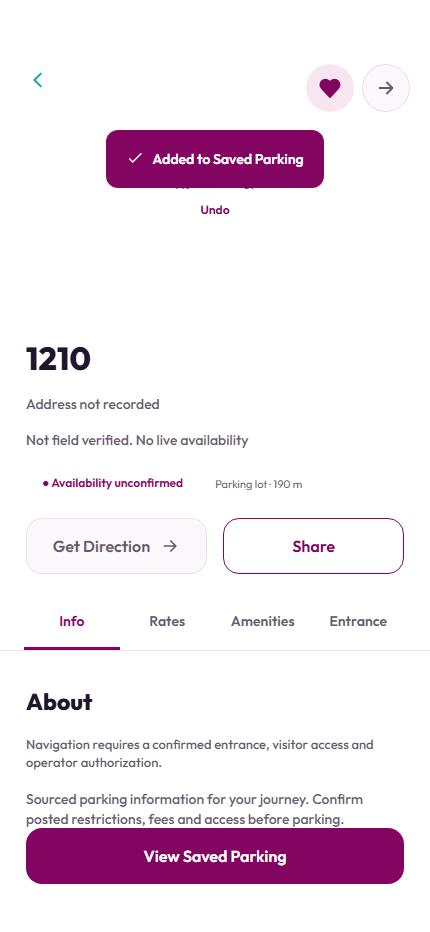 Added to Saved Parking
Undo
1210
Address not recorded
Not field verified. No live availability
• Availability unconfirmed
Parking lot · 190 m
Get Direction →
Share
Info
Rates
Amenities
Entrance
About
Navigation requires a confirmed entrance, visitor access and
operator authorization.
Sourced parking information for your journey. Confirm
posted restrictions, fees and access before parking.
View Saved Parking